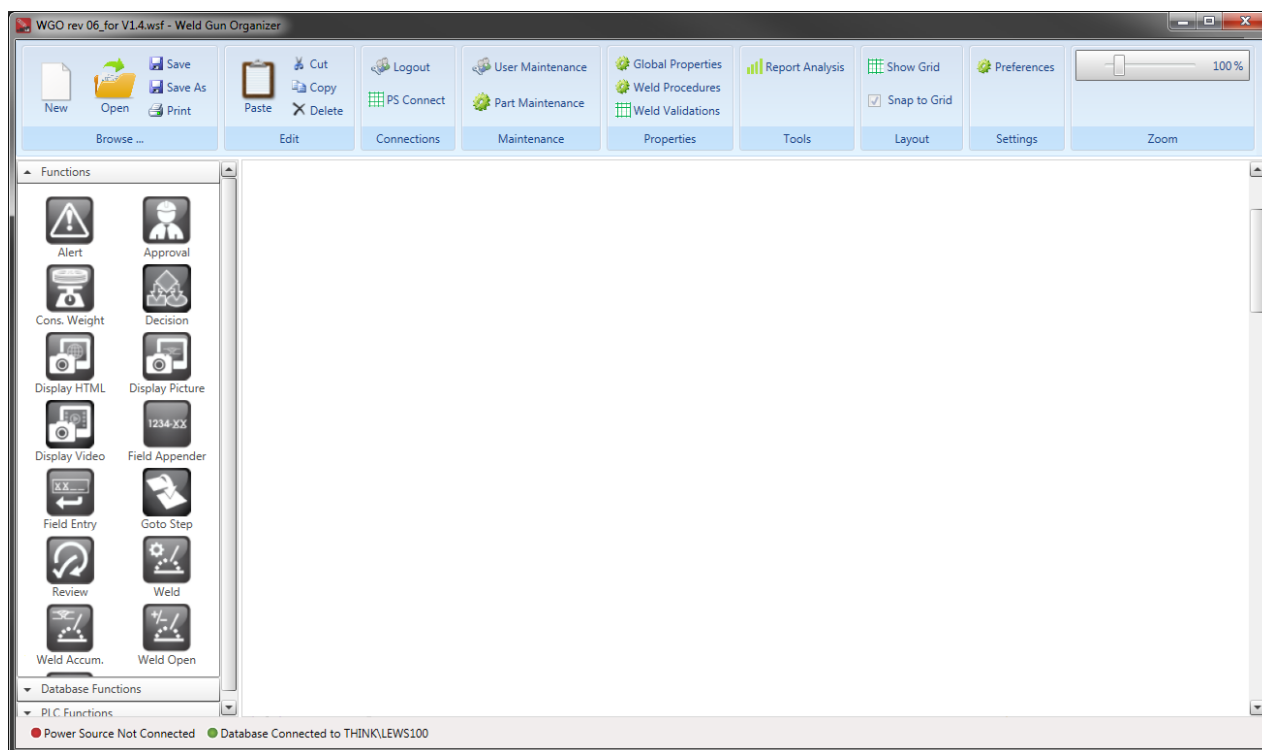 WGO rev 06_for V1.4.wsf - Weld Gun Organizer
New
Open
Save
Save As
Print
Browse ...
Paste
Cut
Copy
Delete
Edit
Logout
PS Connect
Connections
User Maintenance
Part Maintenance
Maintenance
Global Properties
Weld Procedures
Weld Validations
Properties
Report Analysis
Tools
Show Grid
Snap to Grid
Layout
Preferences
Settings
100 %
Zoom
Functions
Alert
Approval
Cons. Weight
Decision
Display HTML
Display Picture
Display Video
1234-XX
Field Appender
XX__
Field Entry
Goto Step
Review
Weld
Weld Accum.
+/-
Weld Open
Database Functions
PLC Functions
Power Source Not Connected
Database Connected to THINK\LEWS100